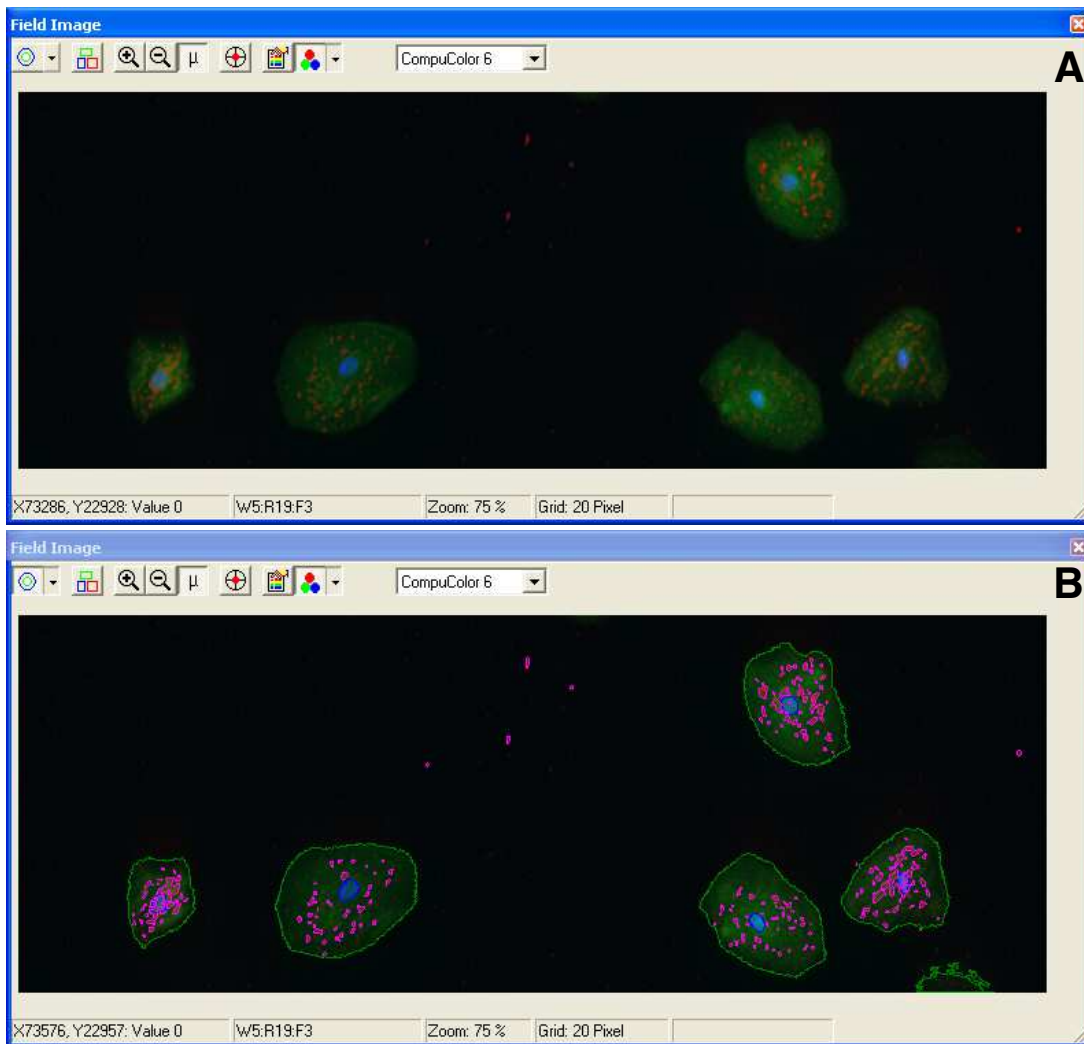 Field Image
µ CompuColor 6
A
X73286, Y22928: Value 0 W5:R19:F3 Zoom: 75 % Grid: 20 Pixel
Field Image
µ CompuColor 6
B
X73576, Y22957: Value 0 W5:R19:F3 Zoom: 75 % Grid: 20 Pixel